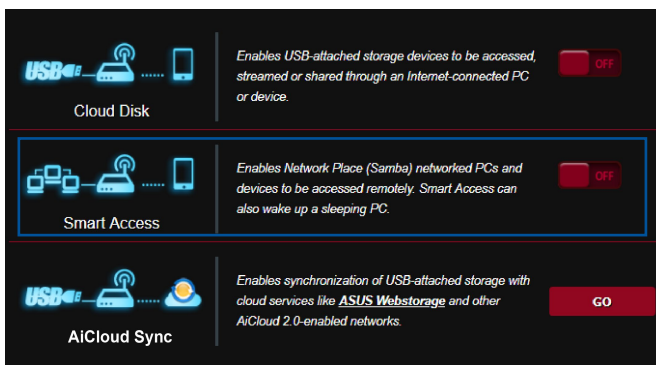 USB
Cloud Disk
Enables USB-attached storage devices to be accessed,
streamed or shared through an Internet-connected PC
or device.
OFF
Smart Access
Enables Network Place (Samba) networked PCs and
devices to be accessed remotely. Smart Access can
also wake up a sleeping PC.
OFF
USB
AiCloud Sync
Enables synchronization of USB-attached storage with
cloud services like ASUS Webstorage and other
AiCloud 2.0-enabled networks.
GO